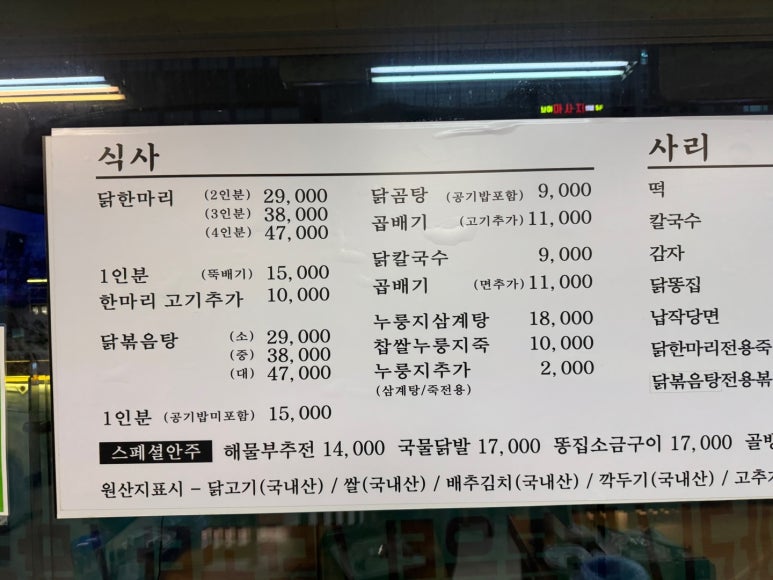 식사
닭한마리 (2인분) 29,000
(3인분) 38,000
(4인분) 47,000
1인분 (뚝배기) 15,000
한마리 고기추가 10,000
닭볶음탕 (소) 29,000
(중) 38,000
(대) 47,000
1인분 (공기밥미포함) 15,000
닭곰탕 (공기밥포함) 9,000
곱배기 (고기추가) 11,000
닭칼국수 9,000
곱배기 (면추가) 11,000
누룽지삼계탕 18,000
찹쌀누룽지죽 10,000
누룽지추가 2,000
(삼계탕/죽전용)
사리
떡
칼국수
감자
닭똥집
납작당면
닭한마리전용죽
닭볶음탕전용볶
스페셜안주 해물부추전 14,000 국물닭발 17,000 똥집소금구이 17,000 골뱅
원산지표시 - 닭고기(국내산) / 쌀(국내산) / 배추김치(국내산) / 깍두기(국내산) / 고추
마사지